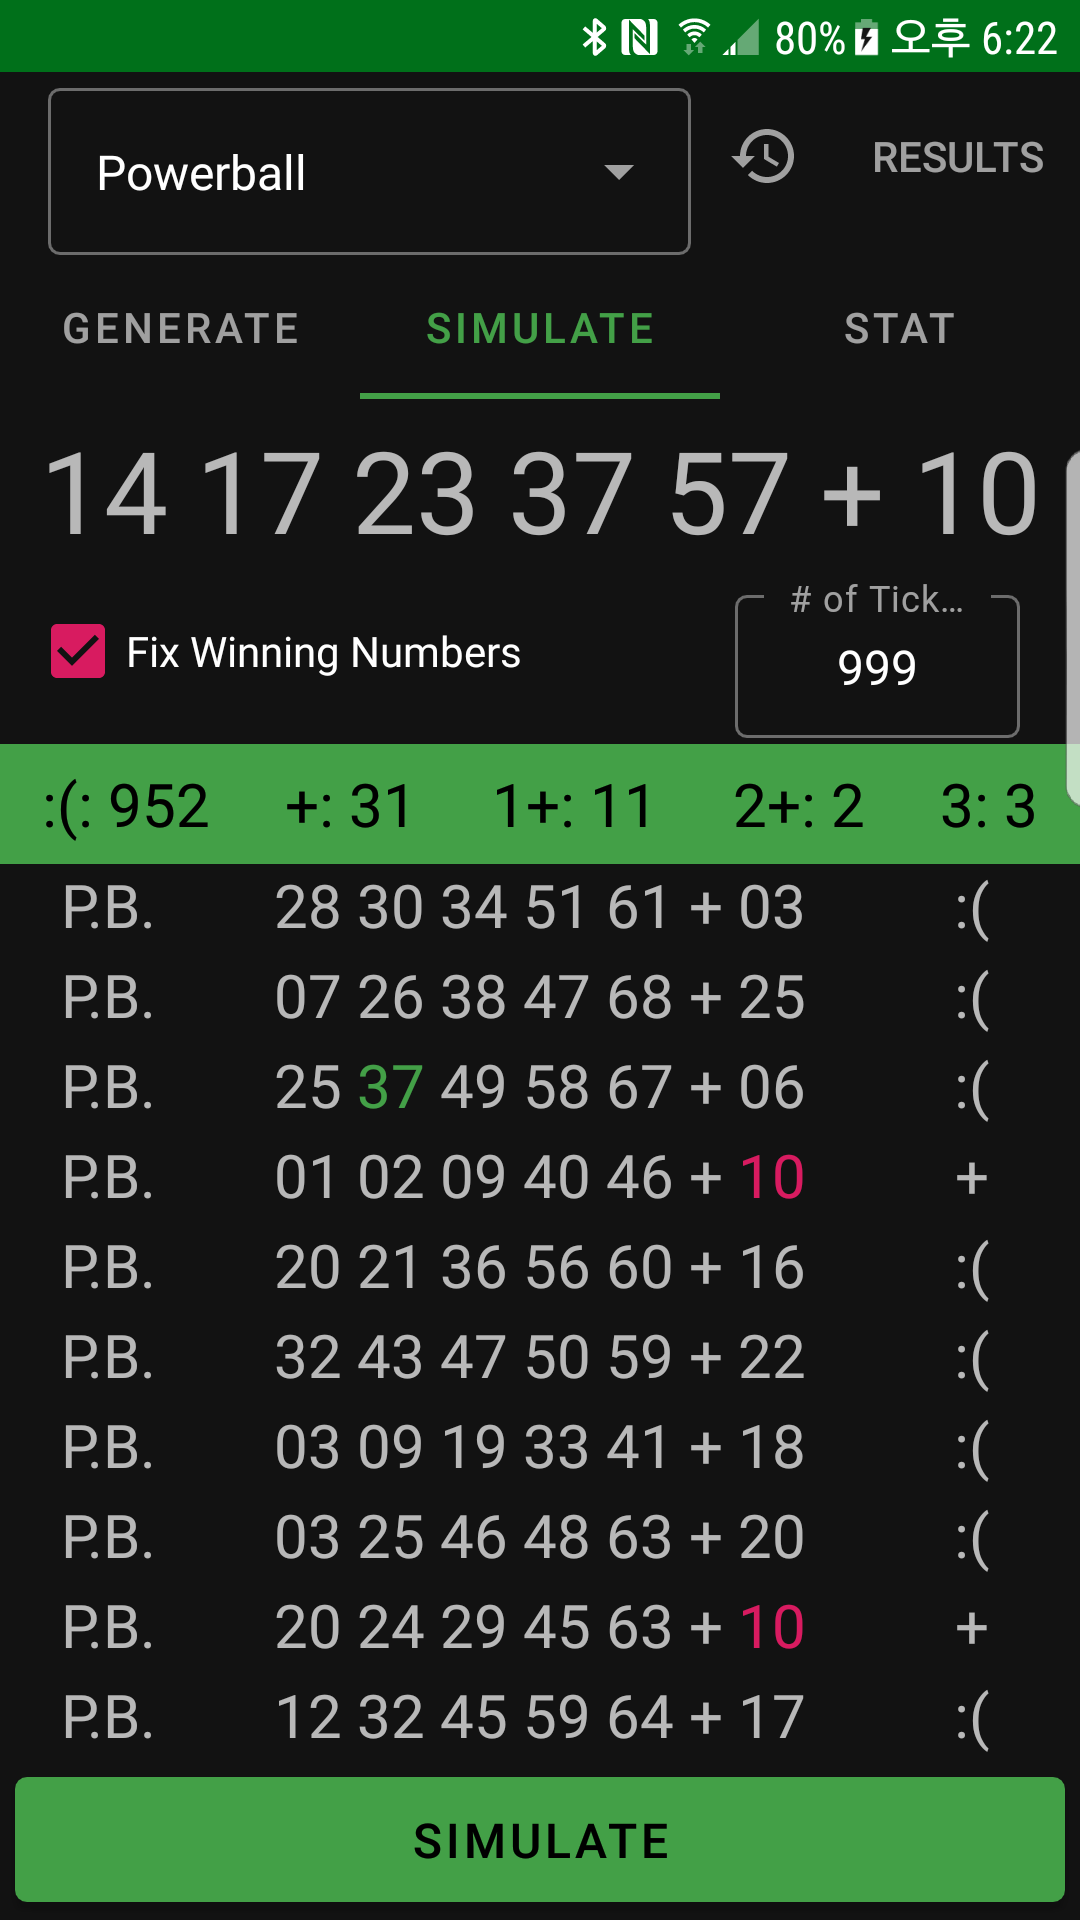 80% 오후 6:22
Powerball RESULTS
GENERATE SIMULATE STAT
14 17 23 37 57 + 10
# of Tick...
Fix Winning Numbers 999
:(: 952 +: 31 1+: 11 2+: 2 3: 3
P.B. 28 30 34 51 61 + 03 :(
P.B. 07 26 38 47 68 + 25 :(
P.B. 25 37 49 58 67 + 06 :(
P.B. 01 02 09 40 46 + 10 +
P.B. 20 21 36 56 60 + 16 :(
P.B. 32 43 47 50 59 + 22 :(
P.B. 03 09 19 33 41 + 18 :(
P.B. 03 25 46 48 63 + 20 :(
P.B. 20 24 29 45 63 + 10 +
P.B. 12 32 45 59 64 + 17 :(
SIMULATE